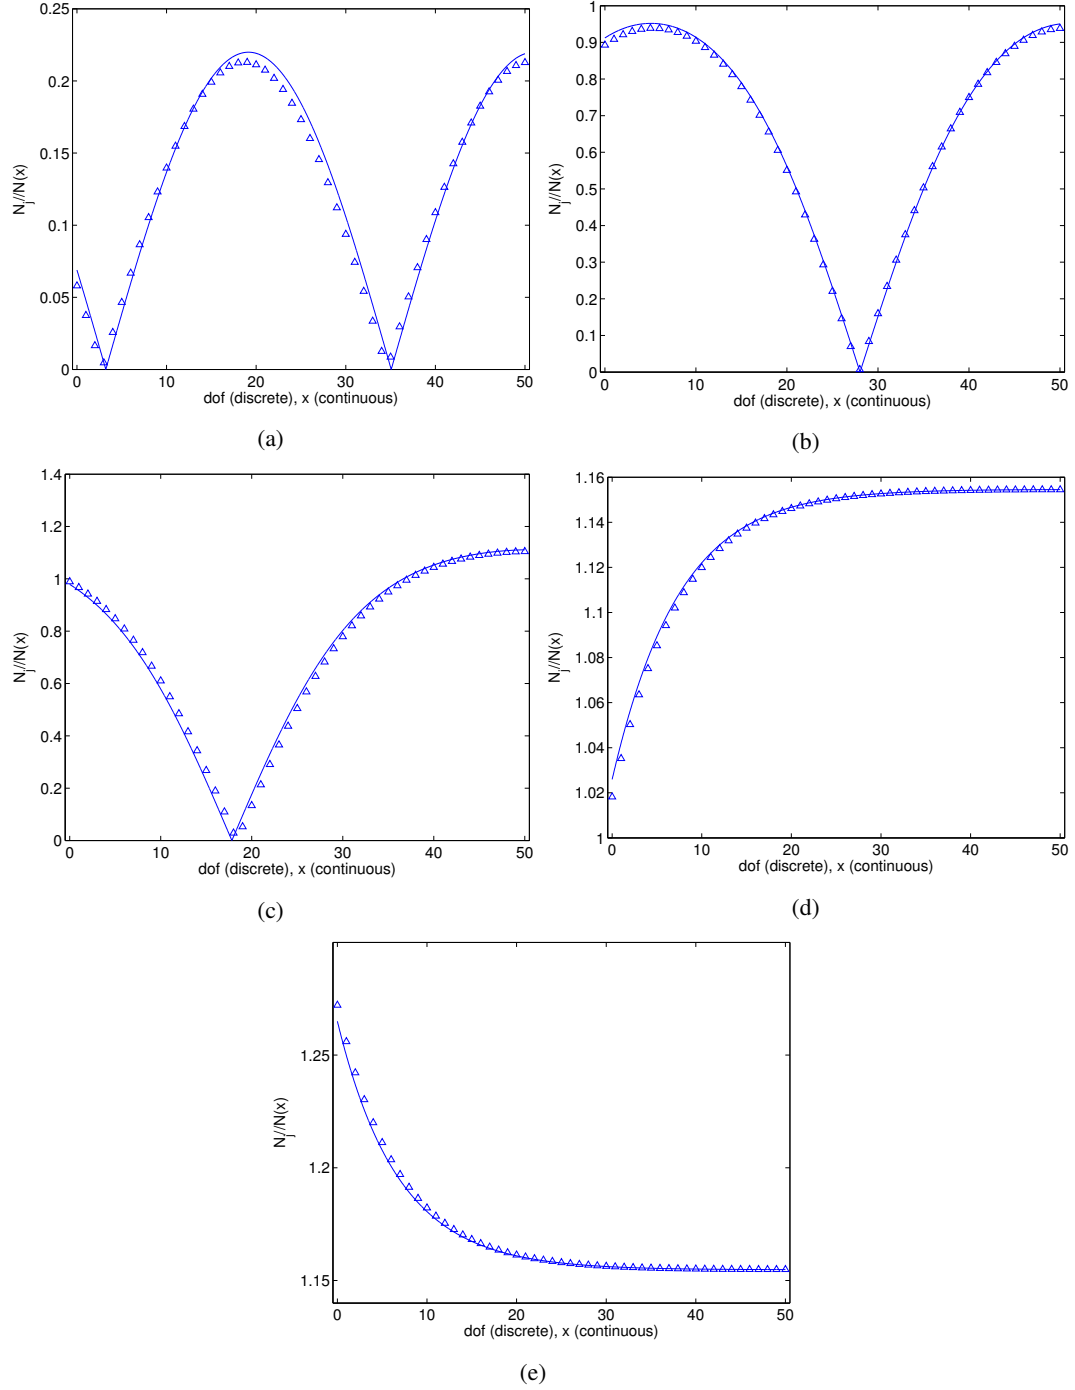 0.25
0.2
0.15
0.1
0.05
0
0 10 20 30 40 50
N_j//N(x)
dof (discrete), x (continuous)
(a)
1
0.9
0.8
0.7
0.6
0.5
0.4
0.3
0.2
0.1
0
0 10 20 30 40 50
N_j//N(x)
dof (discrete), x (continuous)
(b)
1.4
1.2
1
0.8
0.6
0.4
0.2
0
0 10 20 30 40 50
N_j//N(x)
dof (discrete), x (continuous)
(c)
1.16
1.14
1.12
1.1
1.08
1.06
1.04
1.02
1
0 10 20 30 40 50
N_j//N(x)
dof (discrete), x (continuous)
(d)
1.25
1.2
1.15
0 10 20 30 40 50
N_j//N(x)
dof (discrete), x (continuous)
(e)